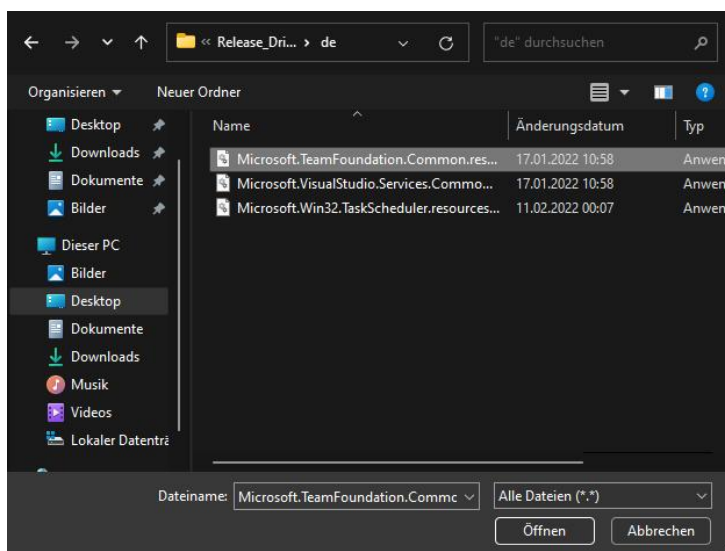 « Release_Dri... › de
"de" durchsuchen
Organisieren
Neuer Ordner
Desktop
Downloads
Dokumente
Bilder
Dieser PC
Bilder
Desktop
Dokumente
Downloads
Musik
Videos
Lokaler Datenträ
Name
Änderungsdatum
Typ
Microsoft.TeamFoundation.Common.res... 17.01.2022 10:58 Anwen
Microsoft.VisualStudio.Services.Commo... 17.01.2022 10:58 Anwen
Microsoft.Win32.TaskScheduler.resources... 11.02.2022 00:07 Anwen
Dateiname: Microsoft.TeamFoundation.Commc
Alle Dateien (*.*)
Öffnen
Abbrechen